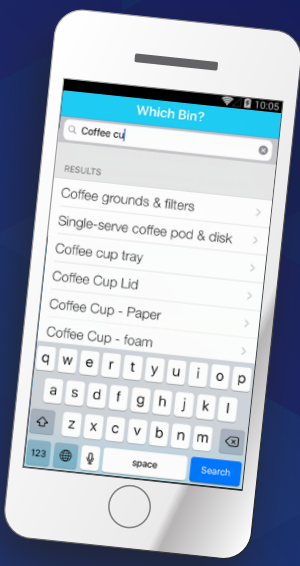 10:05
Which Bin?
Coffee cu
RESULTS
Coffee grounds & filters
Single-serve coffee pod & disk
Coffee cup tray
Coffee Cup Lid
Coffee Cup - Paper
Coffee Cup - foam
q w e r t y u i o p
a s d f g h j k l
z x c v b n m
123 space Search